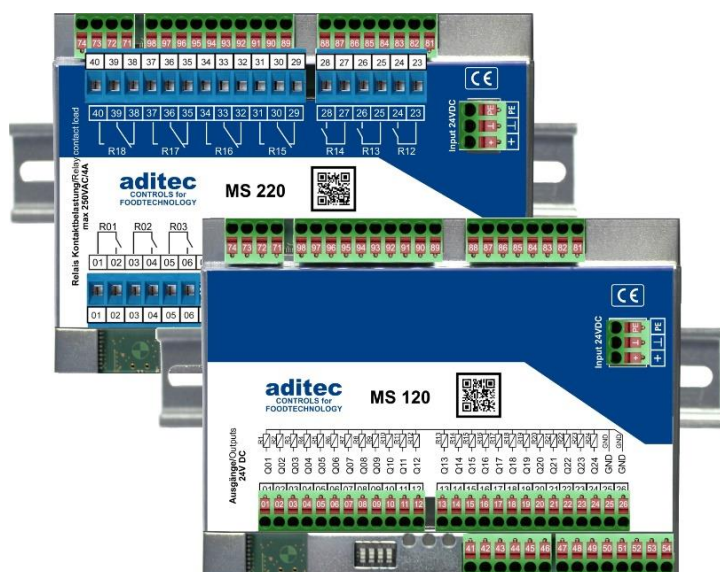 74 73 72 71 98 97 96 95 94 93 92 91 90 89 88 87 86 85 84 83 82 81
40 39 38 37 36 35 34 33 32 31 30 29 28 27 26 25 24 23
40 39 38 37 36 35 34 33 32 31 30 29 28 27 26 25 24 23
R18 R17 R16 R15 R14 R13 R12
Relais Kontaktbelastung/Relay contact load
max 250VAC/4A
CE
Input 24VDC
PE
+
aditec
CONTROLS for
FOODTECHNOLOGY
MS 220
R01 R02 R03
01 02 03 04 05 06
01 02 03 04 05 06
74 73 72 71 98 97 96 95 94 93 92 91 90 89 88 87 86 85 84 83 82 81
CE
Input 24VDC
PE
+
aditec
CONTROLS for
FOODTECHNOLOGY
MS 120
Ausgänge/Outputs
24V DC
Q01 Q02 Q03 Q04 Q05 Q06 Q07 Q08 Q09 Q10 Q11 Q12 Q13 Q14 Q15 Q16 Q17 Q18 Q19 Q20 Q21 Q22 Q23 Q24 GND GND
01 02 03 04 05 06 07 08 09 10 11 12 13 14 15 16 17 18 19 20 21 22 23 24 25 26
01 02 03 04 05 06 07 08 09 10 11 12 13 14 15 16 17 18 19 20 21 22 23 24 25 26
41 42 43 44 45 46 47 48 49 50 51 52 53 54